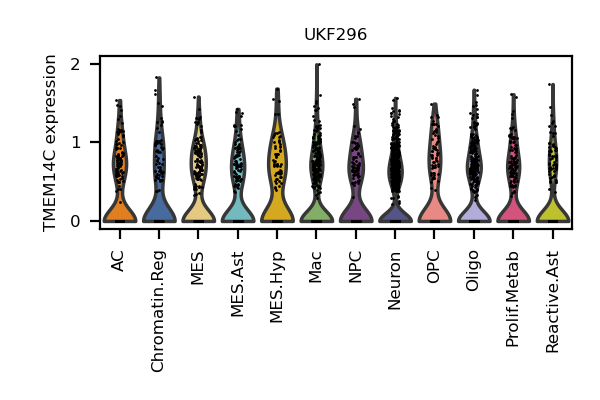 UKF296
TMEM14C expression
2
1
0
AC
Chromatin.Reg
MES
MES.Ast
MES.Hyp
Mac
NPC
Neuron
OPC
Oligo
Prolif.Metab
Reactive.Ast